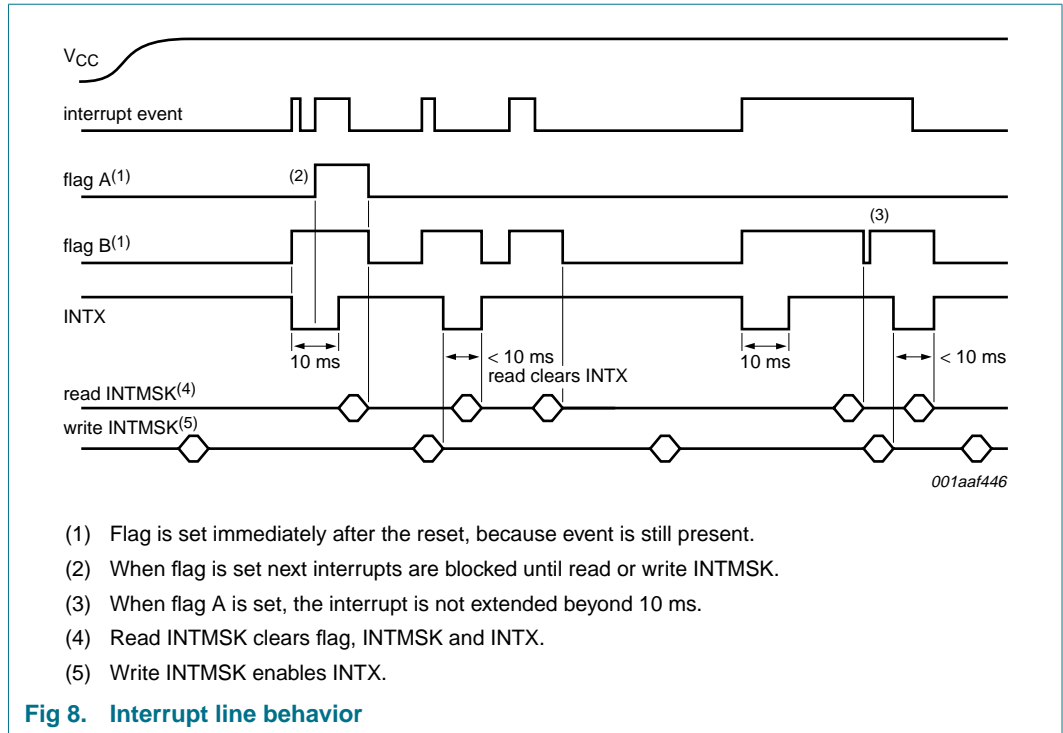 VCC
interrupt event
flag A(1)
(2)
(3)
flag B(1)
INTX
10 ms
< 10 ms
read clears INTX
10 ms
< 10 ms
read INTMSK(4)
write INTMSK(5)
001aaf446
(1) Flag is set immediately after the reset, because event is still present.
(2) When flag is set next interrupts are blocked until read or write INTMSK.
(3) When flag A is set, the interrupt is not extended beyond 10 ms.
(4) Read INTMSK clears flag, INTMSK and INTX.
(5) Write INTMSK enables INTX.
Fig 8. Interrupt line behavior